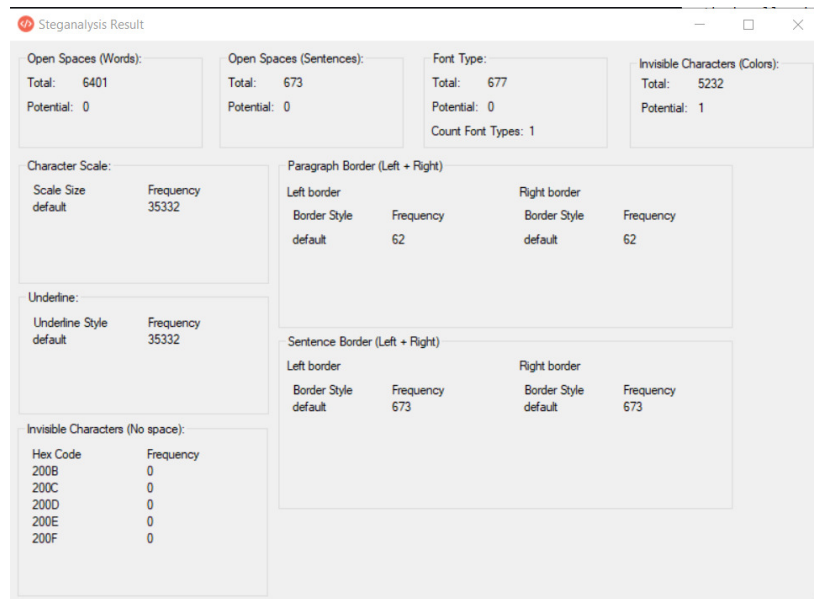 Steganalysis Result
Open Spaces (Words):
Total: 6401
Potential: 0
Open Spaces (Sentences):
Total: 673
Potential: 0
Font Type:
Total: 677
Potential: 0
Count Font Types: 1
Invisible Characters (Colors):
Total: 5232
Potential: 1
Character Scale:
Scale Size Frequency
default 35332
Paragraph Border (Left + Right)
Left border Right border
Border Style Frequency Border Style Frequency
default 62 default 62
Underline:
Underline Style Frequency
default 35332
Sentence Border (Left + Right)
Left border Right border
Border Style Frequency Border Style Frequency
default 673 default 673
Invisible Characters (No space):
Hex Code Frequency
200B 0
200C 0
200D 0
200E 0
200F 0